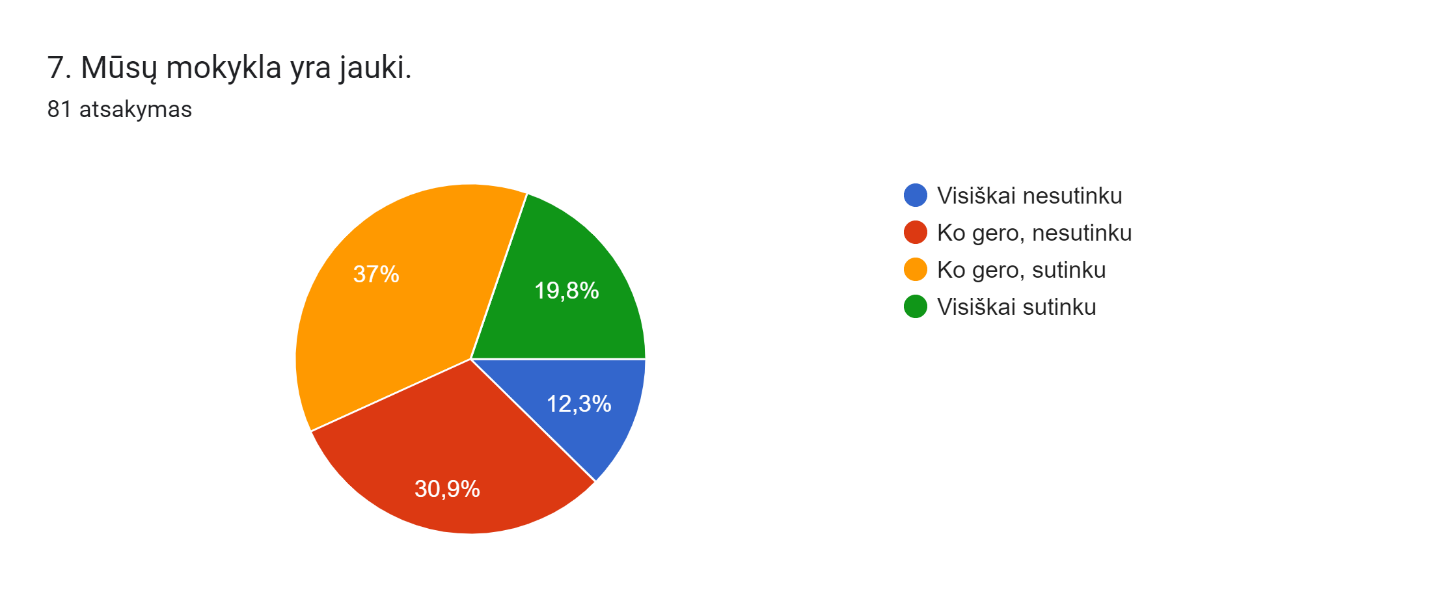 7. Mūsų mokykla yra jauki.
81 atsakymas
Visiškai nesutinku
Ko gero, nesutinku
Ko gero, sutinku
Visiškai sutinku
37%
19,8%
12,3%
30,9%